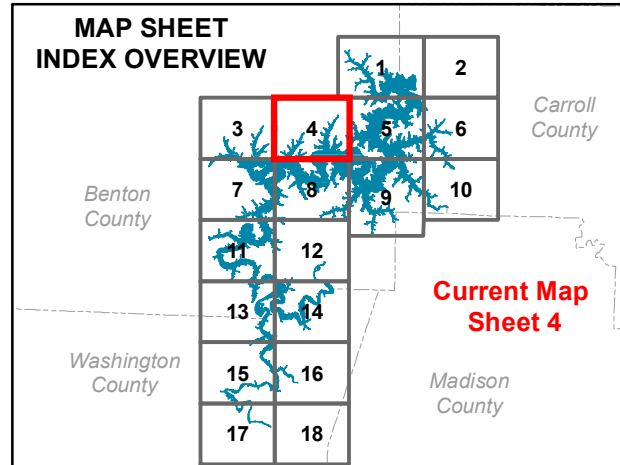 MAP SHEET
INDEX OVERVIEW
1
2
Carroll
County
3
4
5
6
Benton
County
7
8
9
10
11
12
Current Map
Sheet 4
13
14
Washington
County
15
16
Madison
County
17
18